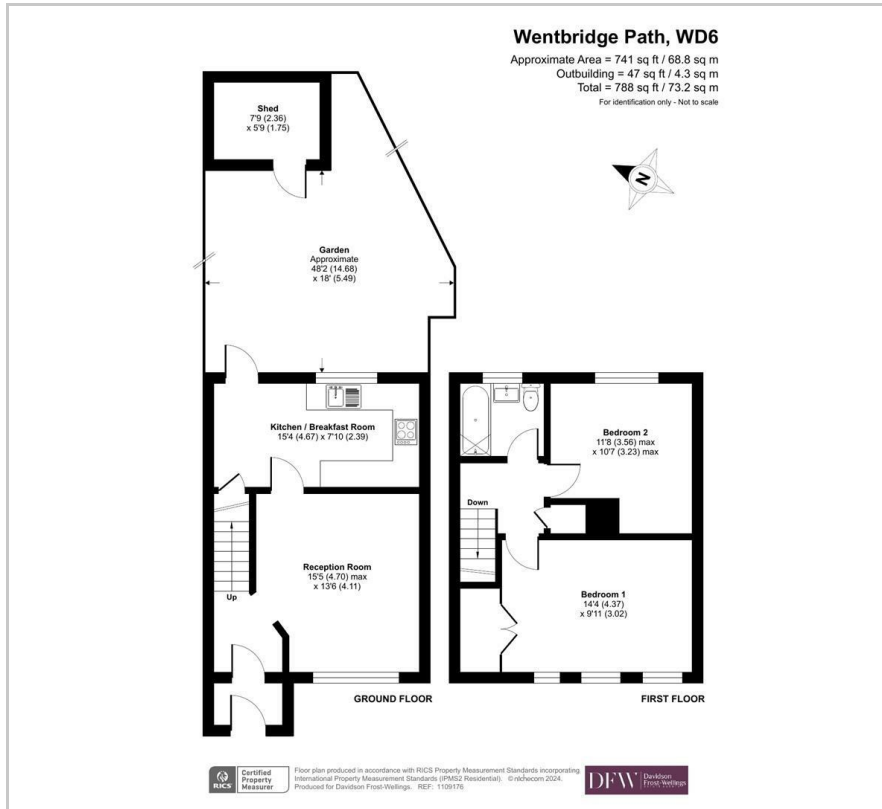 Wentbridge Path, WD6
Approximate Area = 741 sq ft / 68.8 sq m
Outbuilding = 47 sq ft / 4.3 sq m
Total = 788 sq ft / 73.2 sq m
For identification only - Not to scale
N
Shed
7'9 (2.36)
x 5'9 (1.75)
Garden
Approximate
48'2 (14.68)
x 18' (5.49)
Kitchen / Breakfast Room
15'4 (4.67) x 7'10 (2.39)
Reception Room
15'5 (4.70) max
x 13'6 (4.11)
Up
GROUND FLOOR
Bedroom 2
11'8 (3.56) max
x 10'7 (3.23) max
Down
Bedroom 1
14'4 (4.37)
x 9'11 (3.02)
FIRST FLOOR
RICS
Certified
Property
Measurer
Floor plan produced in accordance with RICS Property Measurement Standards incorporating
International Property Measurement Standards (IPMS2 Residential). © nichecom 2024.
Produced for Davidson Frost-Wellings. REF: 1109176
DFW
Davidson
Frost-Wellings